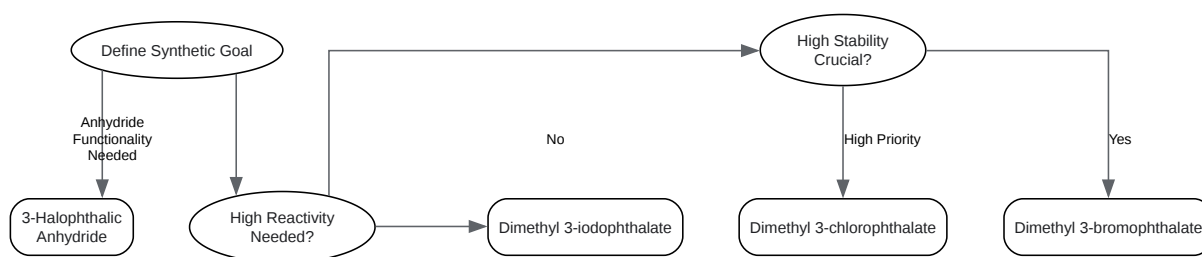 Define Synthetic Goal
High Stability
Crucial?
Anhydride
Functionality
Needed
No
High Priority
Yes
3-Halophthalic
Anhydride
High Reactivity
Needed?
Dimethyl 3-iodophthalate
Dimethyl 3-chlorophthalate
Dimethyl 3-bromophthalate